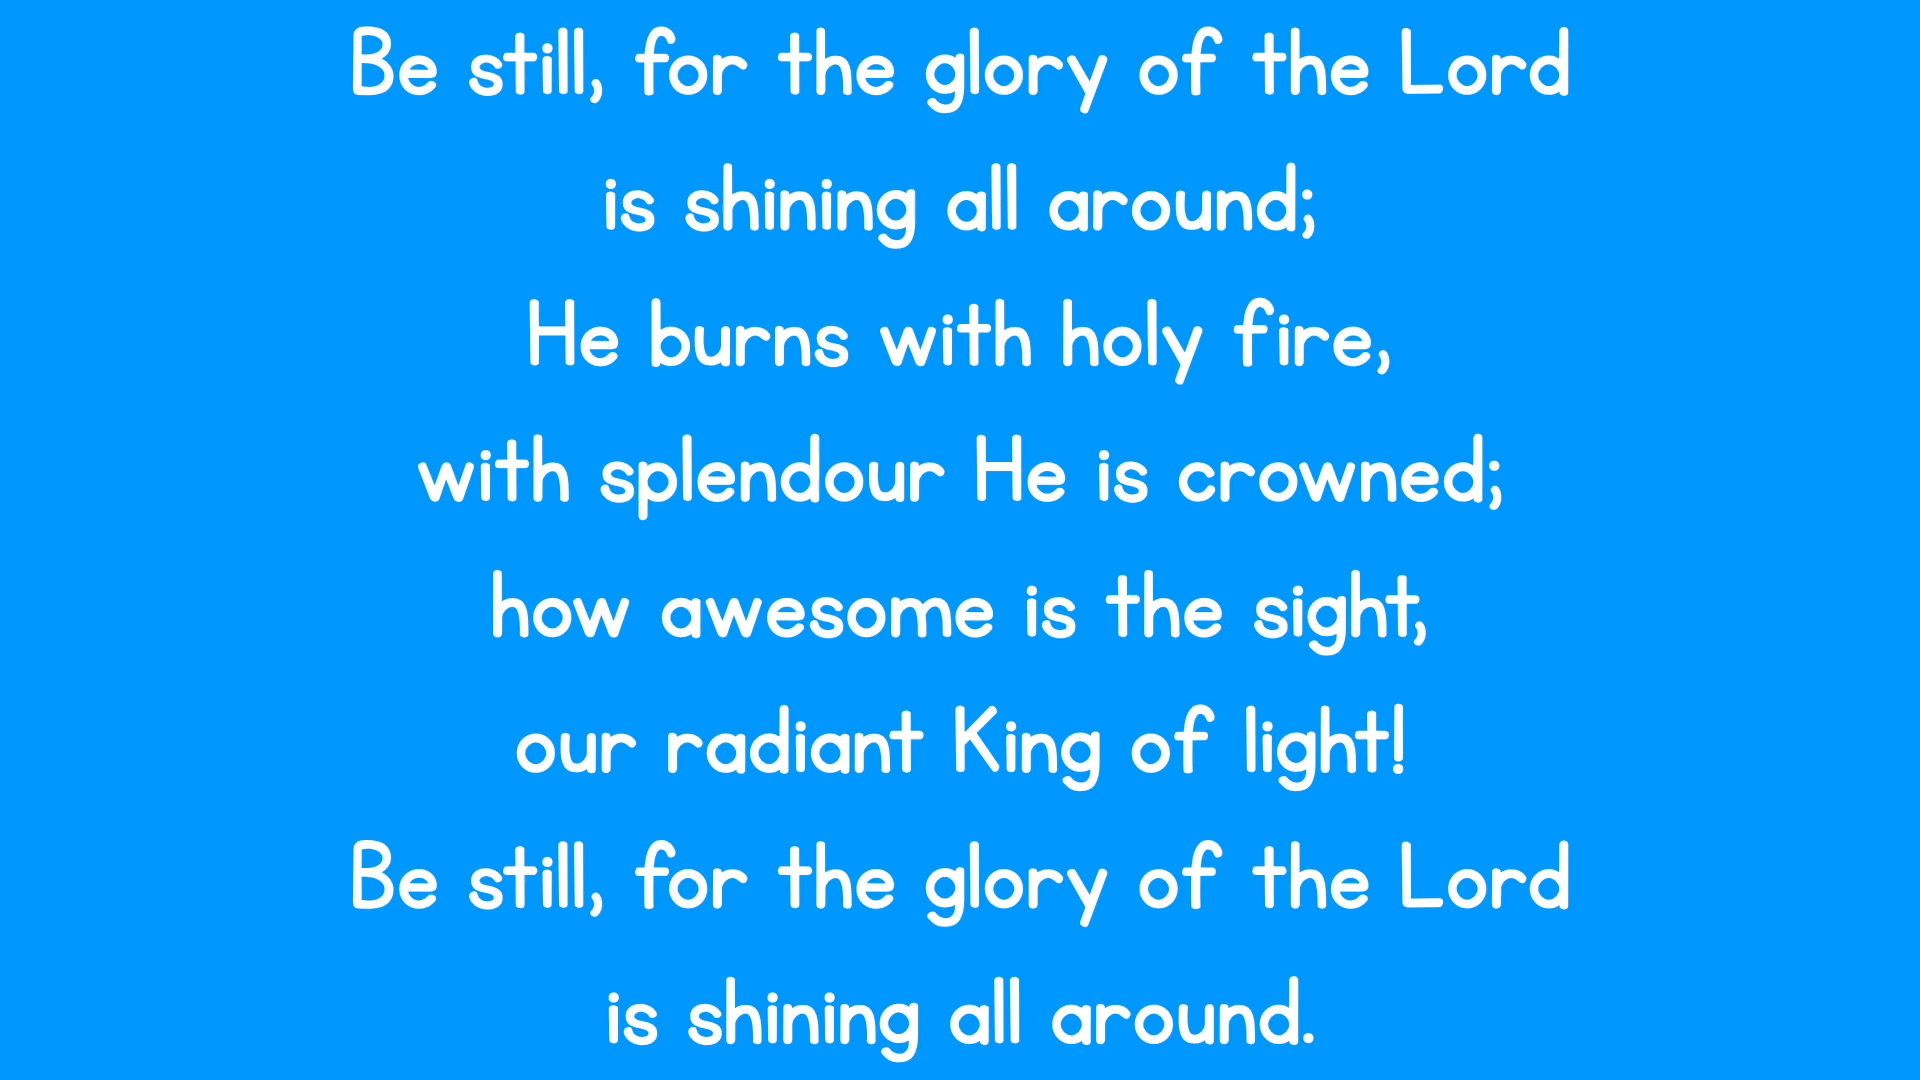 Be still, for the glory of the Lord
is shining all around;
He burns with holy fire,
with splendour He is crowned;
how awesome is the sight,
our radiant King of light!
Be still, for the glory of the Lord
is shining all around.